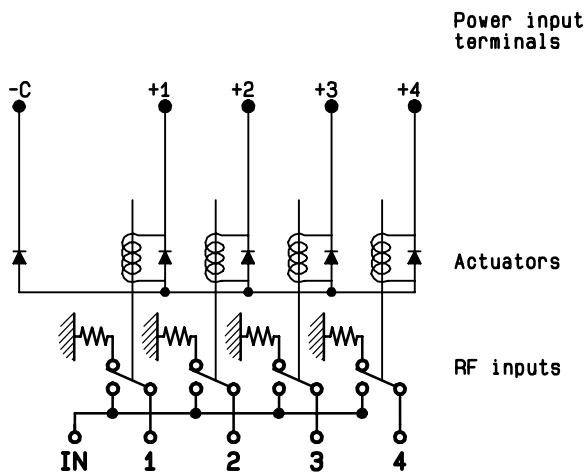 Power input
terminals
-C +1 +2 +3 +4
Actuators
RF inputs
IN 1 2 3 4